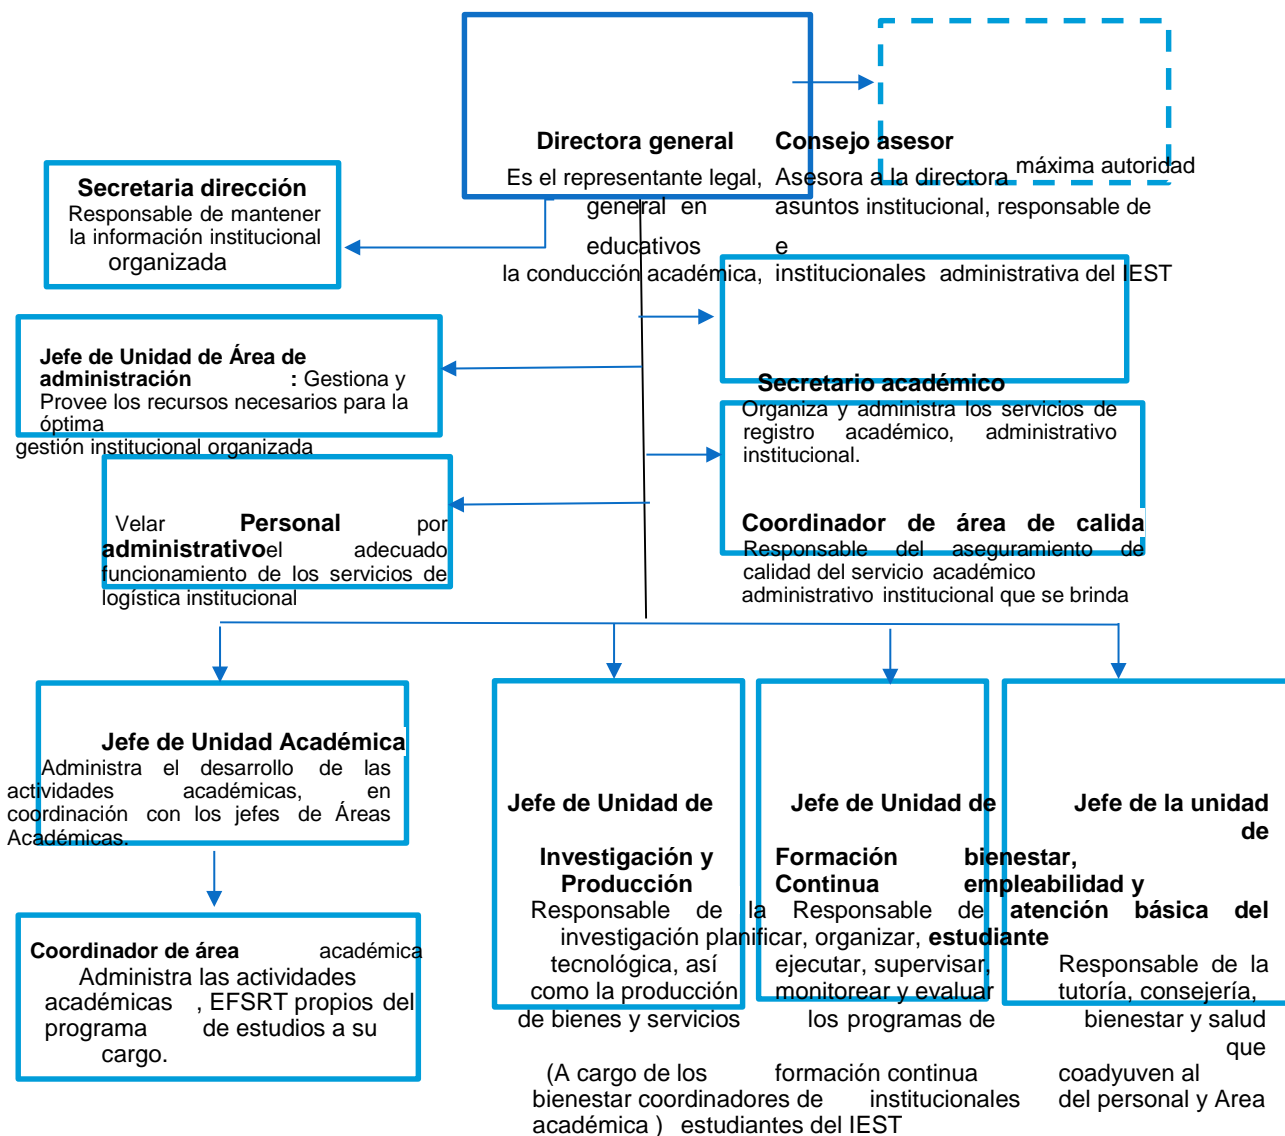 Directora general Consejo asesor
Es el representante legal, Asesora a la directora máxima autoridad
general en asuntos institucional, responsable de
educativos e
la conducción académica, institucionales administrativa del IEST
Secretaria dirección
Responsable de mantener
la información institucional
organizada
Jefe de Unidad de Área de
administración : Gestiona y
Provee los recursos necesarios para la
óptima
gestión institucional organizada
Secretario académico
Organiza y administra los servicios de
registro académico, administrativo
institucional.
Velar Personal por
administrativoel adecuado
funcionamiento de los servicios de
logística institucional
Coordinador de área de calida
Responsable del aseguramiento de
calidad del servicio académico
administrativo institucional que se brinda
Jefe de Unidad Académica
Administra el desarrollo de las
actividades académicas, en
coordinación con los jefes de Áreas
Académicas.
Coordinador de área académica
Administra las actividades
académicas , EFSRT propios del
programa de estudios a su
cargo.
Jefe de Unidad de Jefe de Unidad de Jefe de la unidad
de
Investigación y Formación bienestar,
Producción Continua empleabilidad y
Responsable de la Responsable de atención básica del
investigación planificar, organizar, estudiante
tecnológica, así ejecutar, supervisar, Responsable de la
como la producción monitorear y evaluar tutoría, consejería,
de bienes y servicios los programas de bienestar y salud
que
(A cargo de los formación continua coadyuven al
bienestar coordinadores de institucionales del personal y Area
académica ) estudiantes del IEST